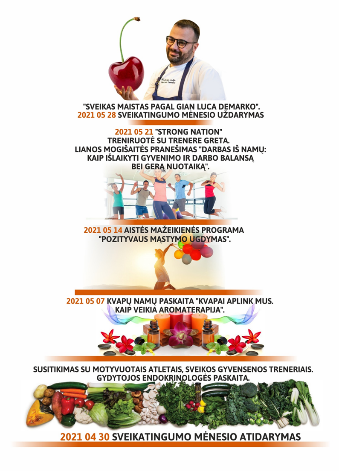 "SVEIKAS MAISTAS PAGAL GIAN LUCA DEMARKO".
2021 05 28 SVEIKATINGUMO MĖNESIO UŽDARYMAS
2021 05 21 "STRONG NATION"
TRENIRUOTĖ SU TRENERE GRETA.
LIANOS MOGIŠAITĖS PRANEŠIMAS "DARBAS IŠ NAMŲ:
KAIP IŠLAIKYTI GYVENIMO IR DARBO BALANSĄ
BEI GERĄ NUOTAIKĄ".
2021 05 14 AISTĖS MAŽEIKIENĖS PROGRAMA
"POZITYVAUS MĄSTYMO UGDYMAS".
2021 05 07 KVAPŲ NAMŲ PASKAITA "KVAPAI APLINK MUS.
KAIP VEIKIA AROMATERAPIJA".
SUSITIKIMAS SU MOTYVUOTAIS ATLETAIS, SVEIKOS GYVENSENOS TRENERIAIS.
GYDYTOJOS ENDOKRINOLOGĖS PASKAITA.
2021 04 30 SVEIKATINGUMO MĖNESIO ATIDARYMAS